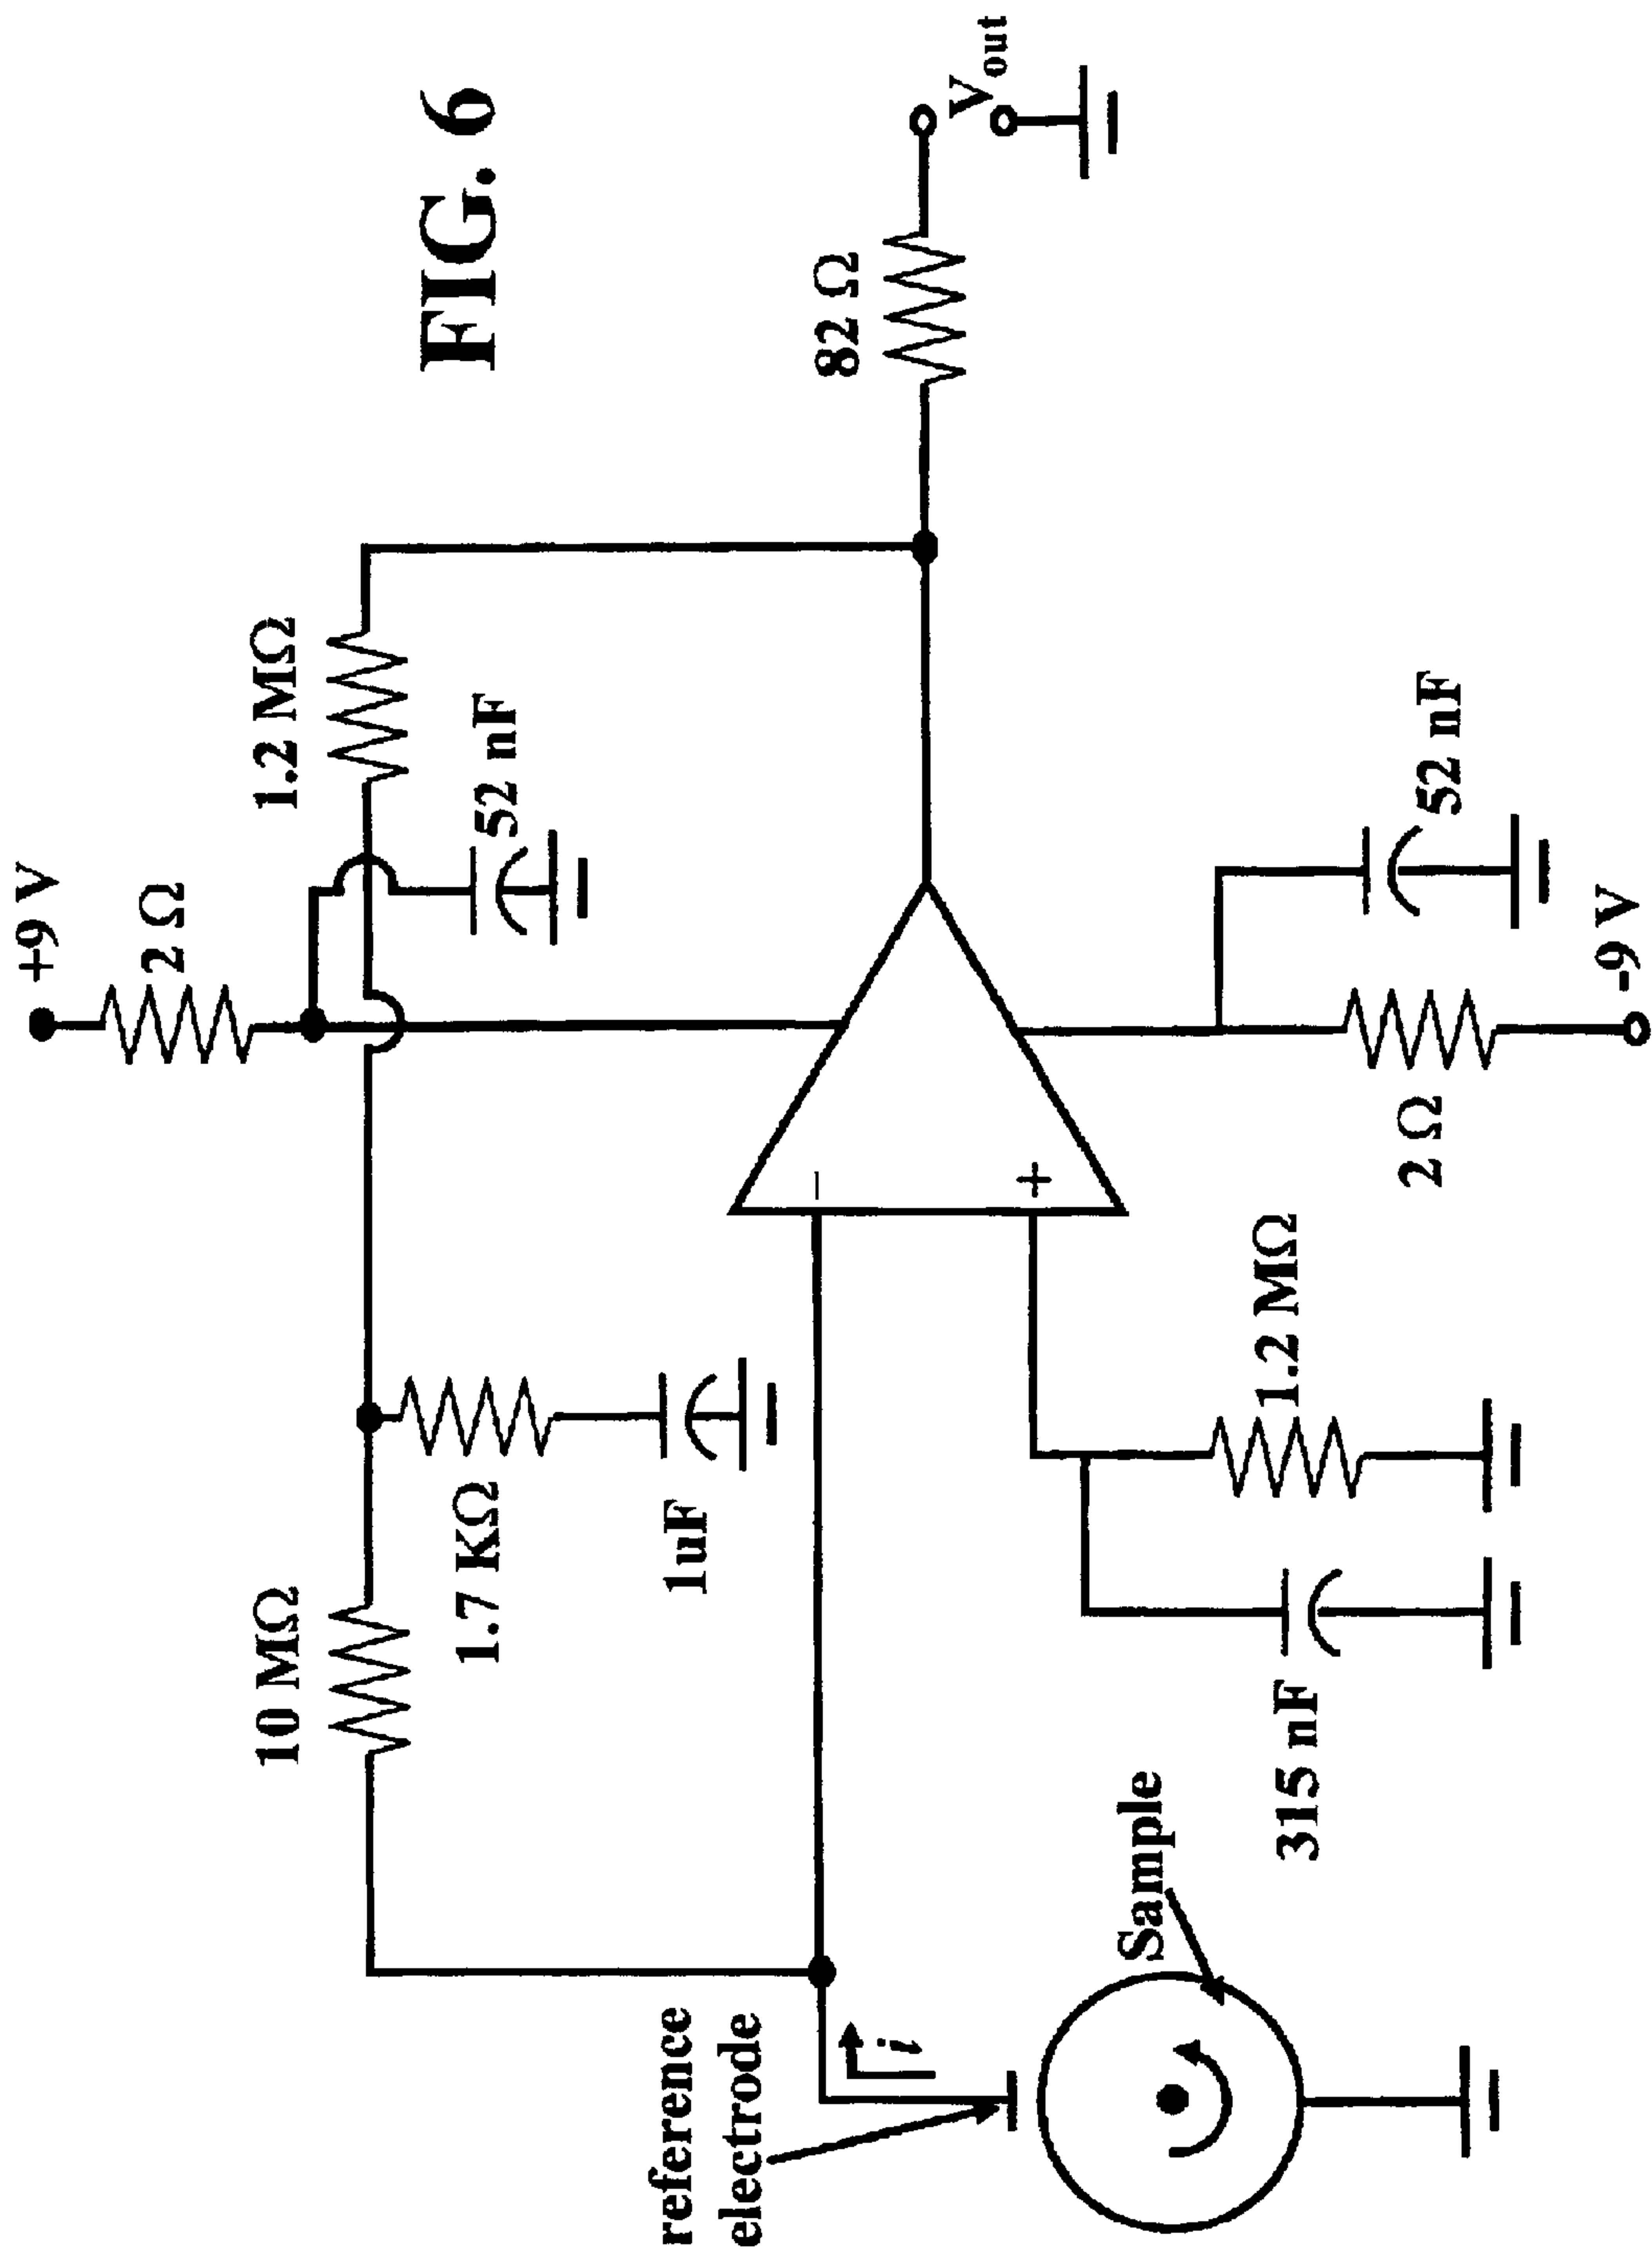 FIG. 6
+9 V
2 Ω
1.2 MΩ
52 nF
10 MΩ
1.7 KΩ
1uF
82 Ω
Vout
−
+
reference
electrode
i
Sample
315 nF
1.2 MΩ
2 Ω
52 nF
-9 V